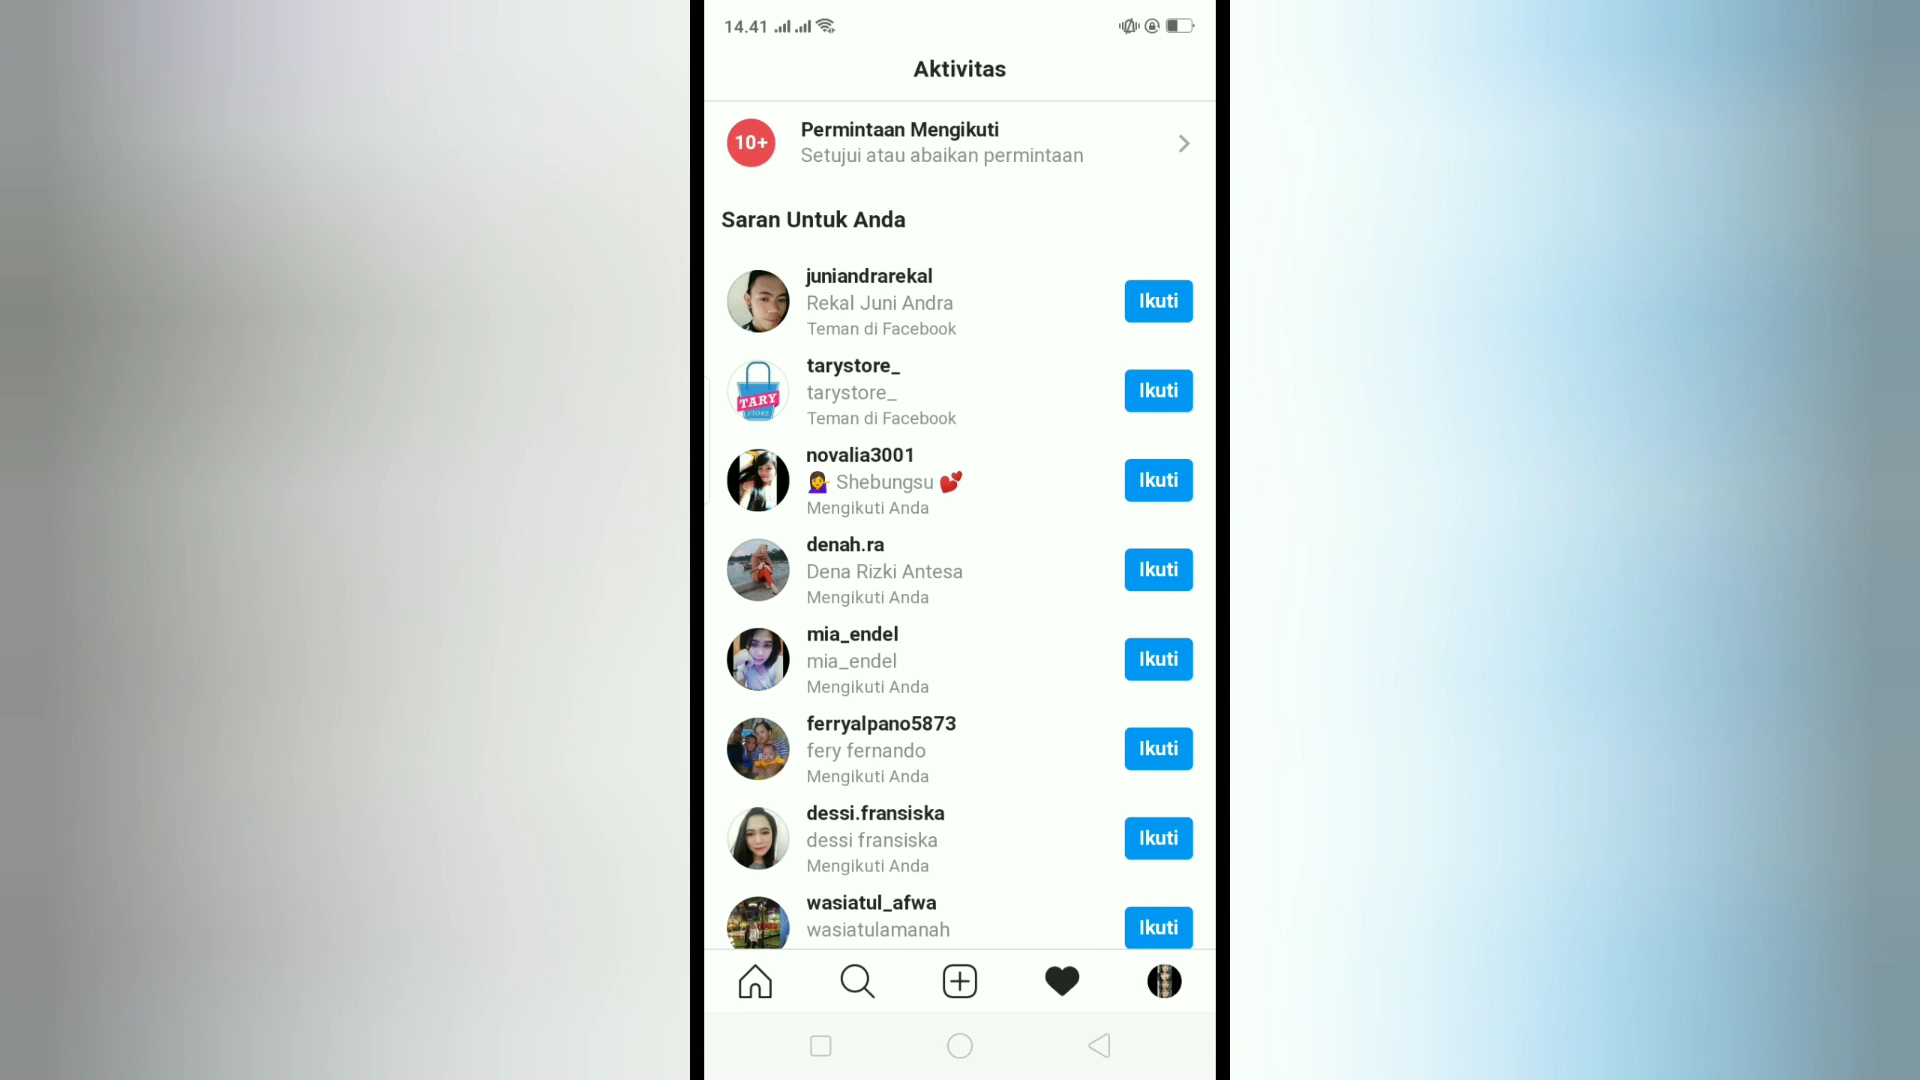 14.41
Aktivitas
10+
Permintaan Mengikuti
Setujui atau abaikan permintaan
Saran Untuk Anda
juniandrarekal
Rekal Juni Andra
Teman di Facebook
Ikuti
tarystore_
tarystore_
Teman di Facebook
Ikuti
TARY
STORE
novalia3001
🙍‍♀️ Shebungsu 💕
Mengikuti Anda
Ikuti
denah.ra
Dena Rizki Antesa
Mengikuti Anda
Ikuti
mia_endel
mia_endel
Mengikuti Anda
Ikuti
ferryalpano5873
fery fernando
Mengikuti Anda
Ikuti
dessi.fransiska
dessi fransiska
Mengikuti Anda
Ikuti
wasiatul_afwa
wasiatulamanah
Ikuti